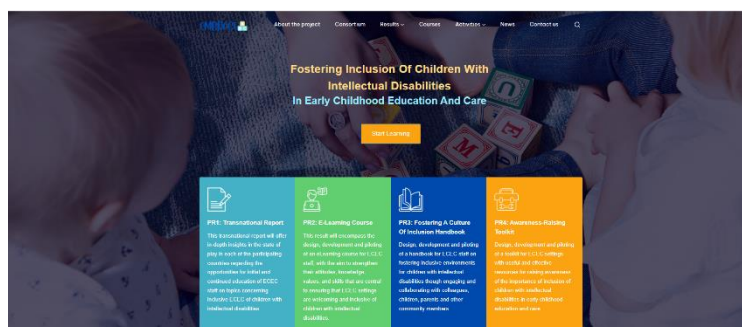 About the project Consortium Results Courses Activities News Contact us
Fostering Inclusion Of Children With
Intellectual Disabilities
In Early Childhood Education And Care
Start Learning
PR1: Transnational Report
This transnational report will offer
in-depth insights in the state of
play in each of the participating
countries regarding the
opportunities for initial and
continued education of ECEC
staff on topics concerning
inclusive ECEC of children with
intellectual disabilities
PR2: E-Learning Course
This result will encompass the
design, development and piloting
of an eLearning course for ECEC
staff, with the aim to strengthen
their attitudes, knowledge,
values, and skills that are central
to ensuring that ECEC settings
are welcoming and inclusive of
children with intellectual
disabilities.
PR3: Fostering A Culture
Of Inclusion Handbook
Design, development and piloting
of a handbook for ECEC staff on
fostering inclusive environments
for children with intellectual
disabilities though engaging and
collaborating with colleagues,
children, parents and other
community members
PR4: Awareness-Raising
Toolkit
Design, development and piloting
of a toolkit for ECEC settings
with useful and effective
resources for raising awareness
of the importance of inclusion of
children with intellectual
disabilities in early childhood
education and care